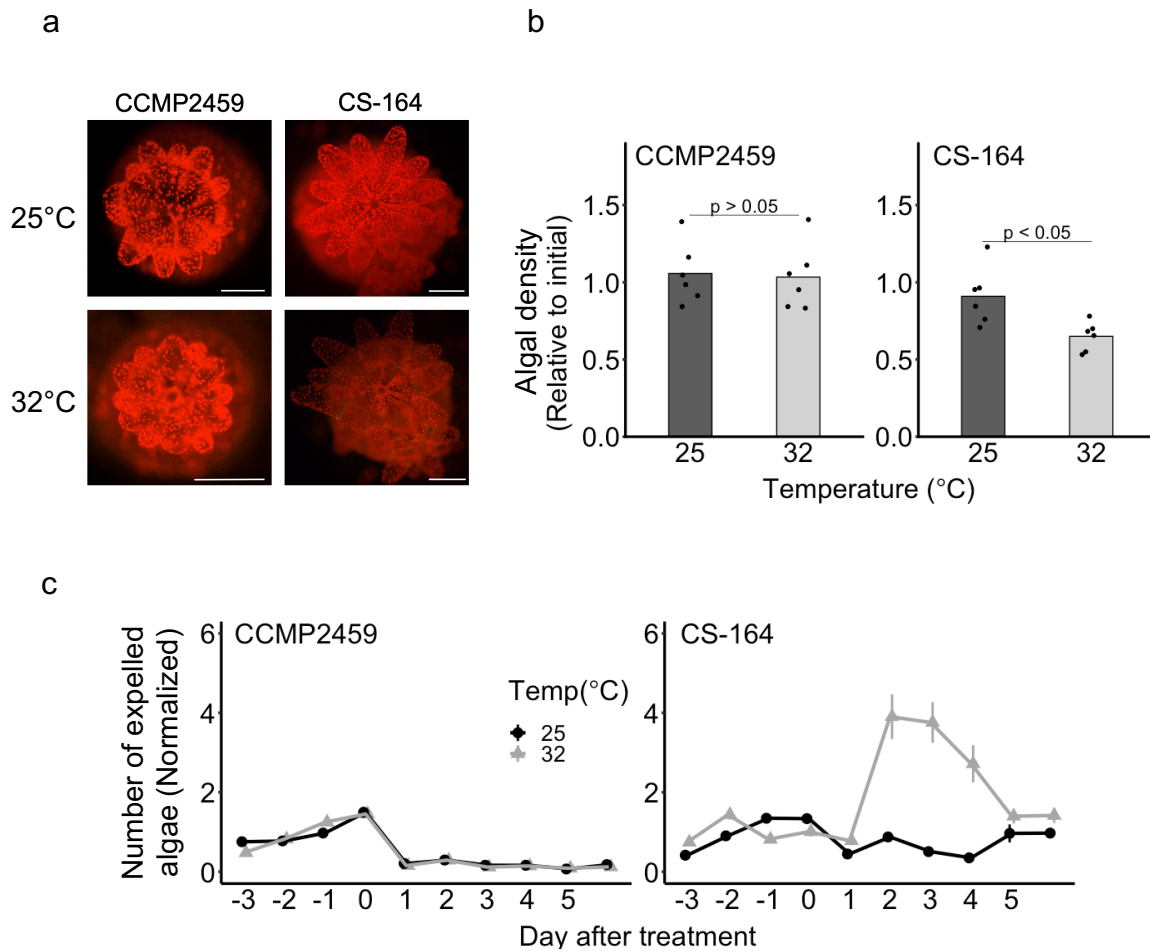 a
CCMP2459 CS-164
25°C
32°C
b
CCMP2459
CS-164
p > 0.05
p < 0.05
Algal density
(Relative to initial)
1.5
1.0
0.5
0.0
1.5
1.0
0.5
0.0
25 32
25 32
Temperature (°C)
c
CCMP2459
CS-164
Number of expelled
algae (Normalized)
6
4
2
0
6
4
2
0
Temp(°C)
25
32
-3 -2 -1 0 1 2 3 4 5
-3 -2 -1 0 1 2 3 4 5
Day after treatment